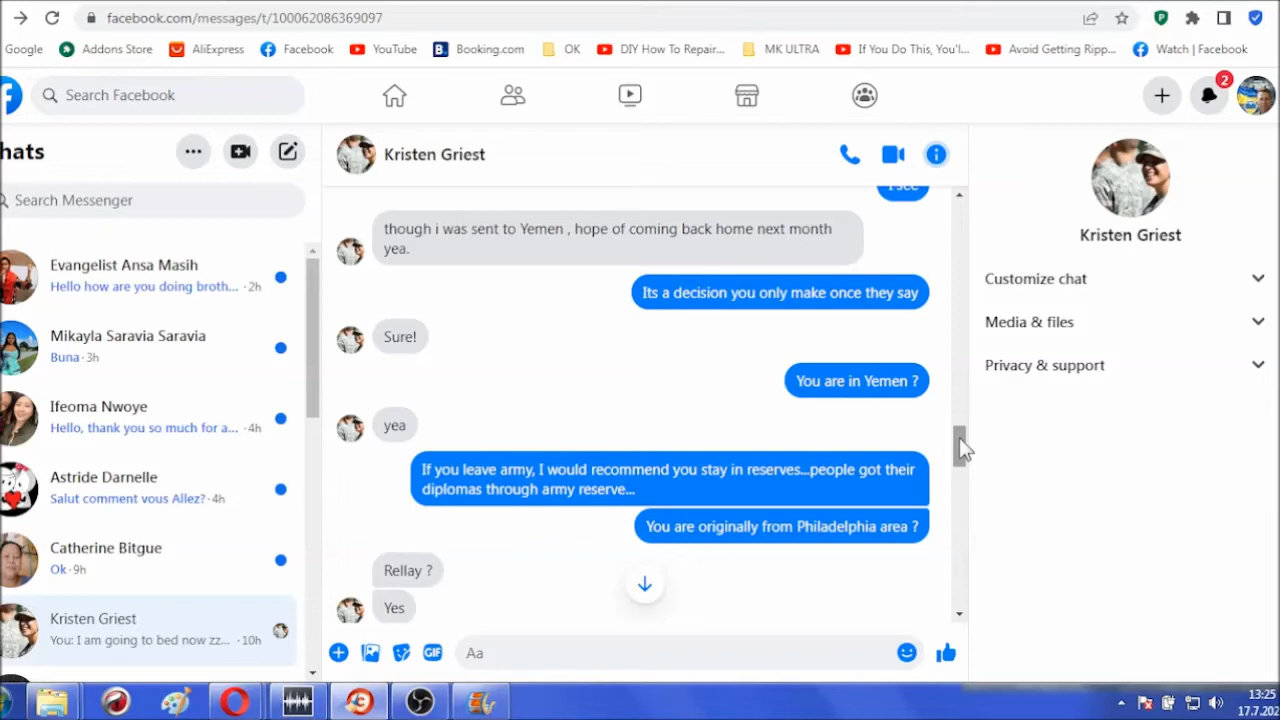 facebook.com/messages/t/100062086369097
Google Addons Store AliExpress Facebook YouTube Booking.com OK DIY How To Repair... MK ULTRA If You Do This, You'l... Avoid Getting Ripp... Watch | Facebook
Search Facebook
2
hats
Search Messenger
Evangelist Ansa Masih
Hello how are you doing broth... · 2h
Mikayla Saravia Saravia
Buna · 3h
Ifeoma Nwoye
Hello, thank you so much for a... · 4h
Astride Darnelle
Salut comment vous Allez? · 4h
Catherine Bitgue
Ok · 9h
Kristen Griest
You: I am going to bed now zz... · 10h
Kristen Griest
I see
though i was sent to Yemen , hope of coming back home next month
yea.
Its a decision you only make once they say
Sure!
You are in Yemen ?
yea
If you leave army, I would recommend you stay in reserves...people got their
diplomas through army reserve...
You are originally from Philadelphia area ?
Rellay ?
Yes
GIF
Aa
Kristen Griest
Customize chat
Media & files
Privacy & support
13:25
17.7.202